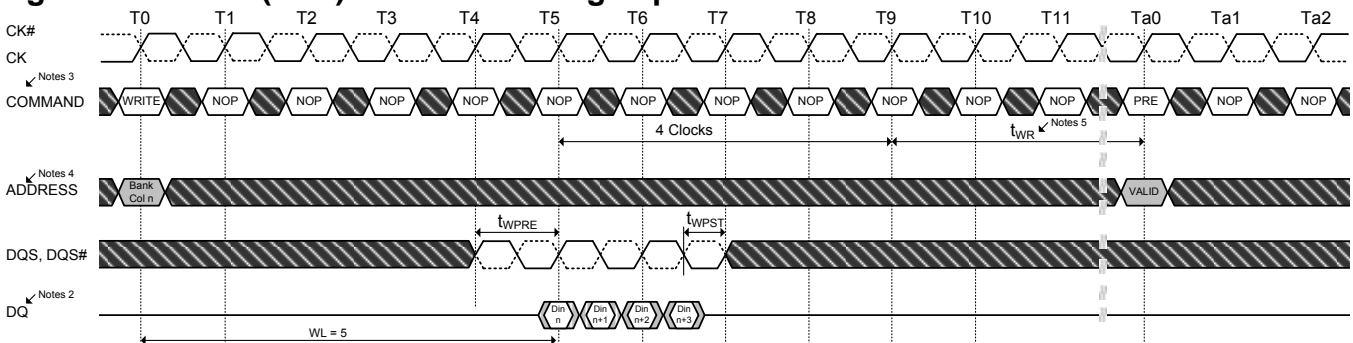 T0 T1 T2 T3 T4 T5 T6 T7 T8 T9 T10 T11 Ta0 Ta1 Ta2
CK#
CK
Notes 3
COMMAND WRITE NOP NOP NOP NOP NOP NOP NOP NOP NOP NOP NOP PRE NOP NOP
4 Clocks tWR Notes 5
Notes 4
ADDRESS Bank Col n VALID
tWPRE tWPST
DQS, DQS#
Notes 2
DQ Din n Din n+1 Din n+2 Din n+3
WL = 5